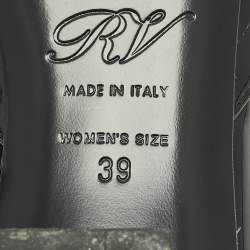 RV
MADE IN ITALY
WOMEN'S SIZE
39